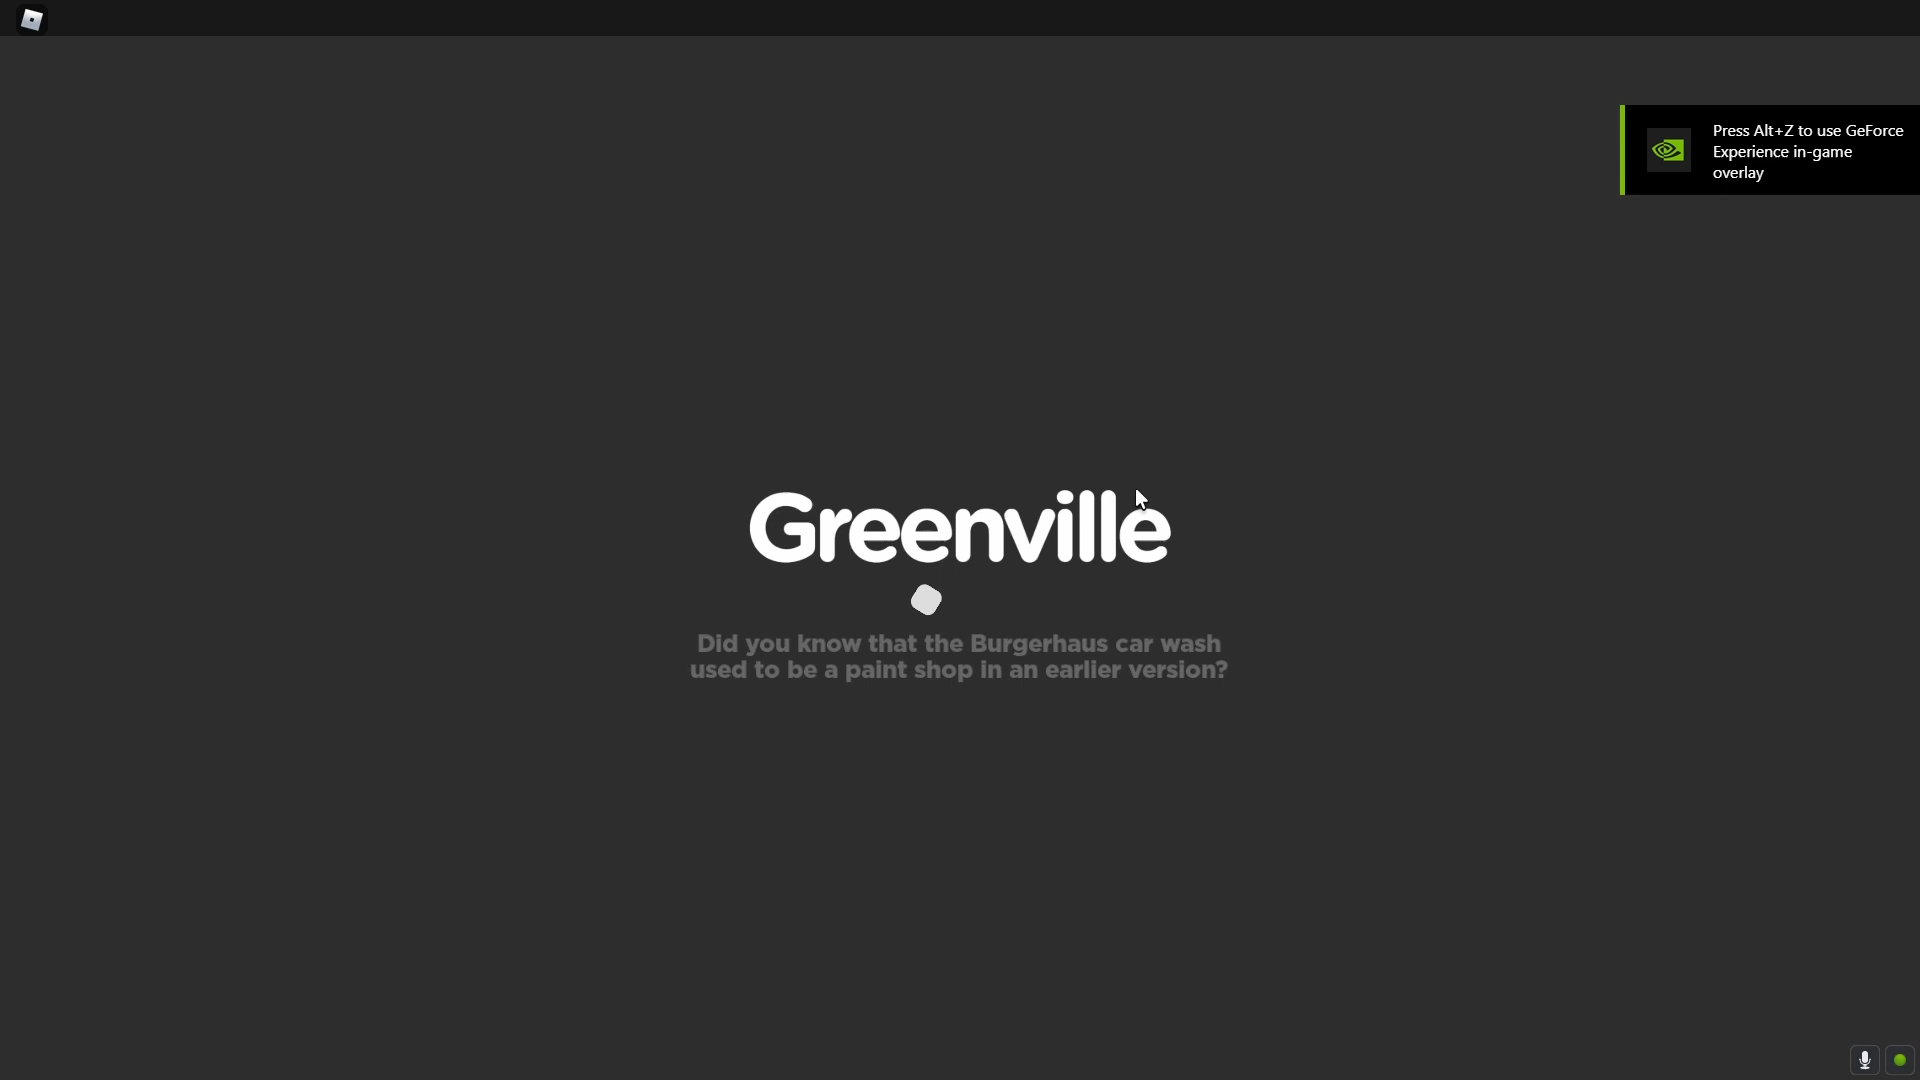 Press Alt+Z to use GeForce
Experience in-game
overlay
Greenville
Did you know that the Burgerhaus car wash
used to be a paint shop in an earlier version?